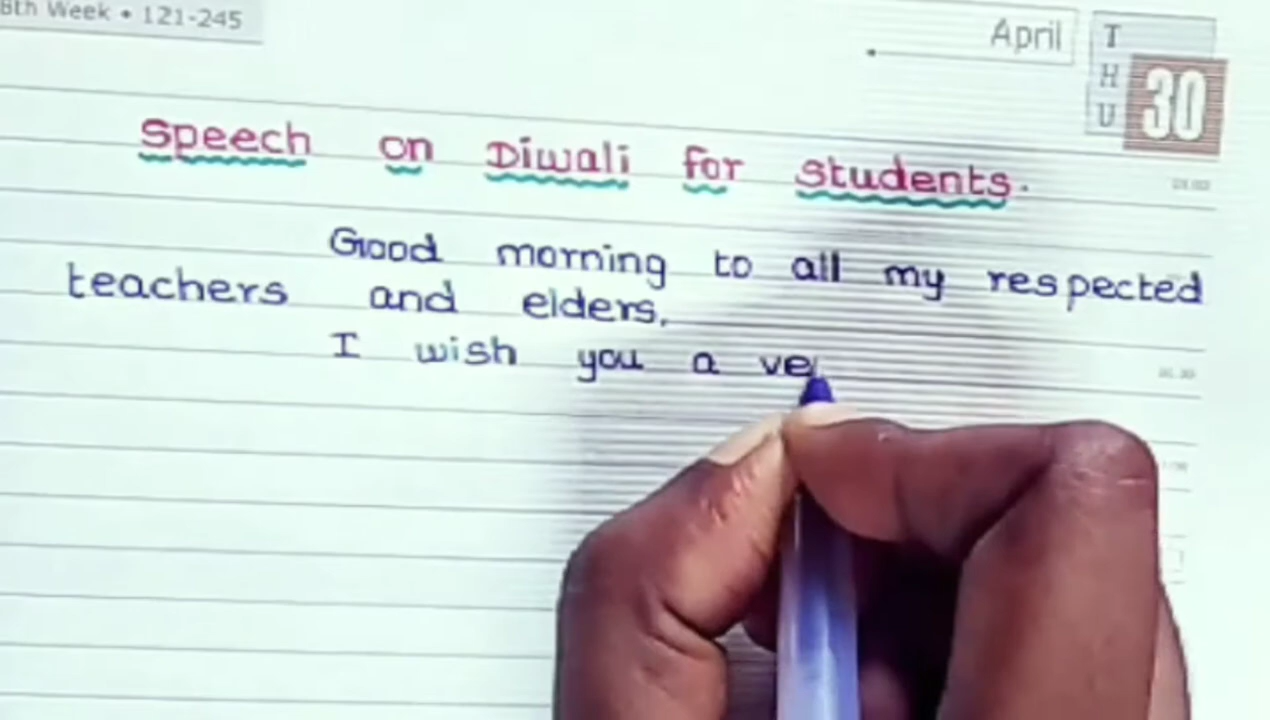 8th Week • 121-245
April
THU
30
Speech on Diwali for students.
Good morning to all my respected
teachers and elders,
I wish you a ve